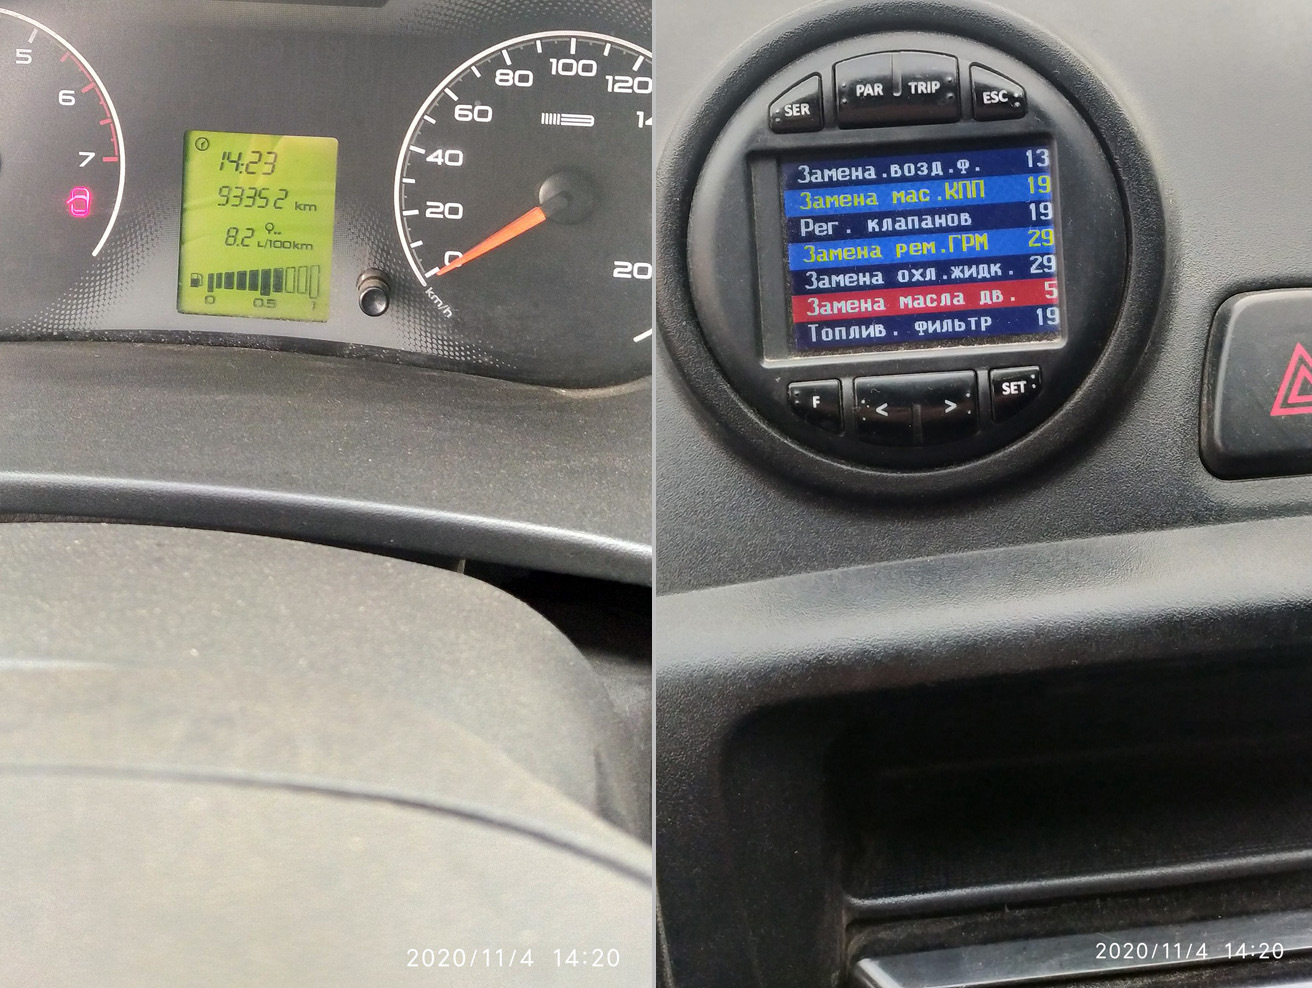 5
6
7
14:23
93352 km
8.2 L/100km
0 0.5 1
0
20
40
60
80
100
120
20
km/h
2020/11/4 14:20
SER
PAR TRIP
ESC
Замена.возд.ф. 13
Замена мас.КПП 19
Рег. клапанов 19
Замена рем.ГРМ 29
Замена охл.жидк. 29
Замена масла дв. 5
Топлив. фильтр 19
F
< >
SET
2020/11/4 14:20